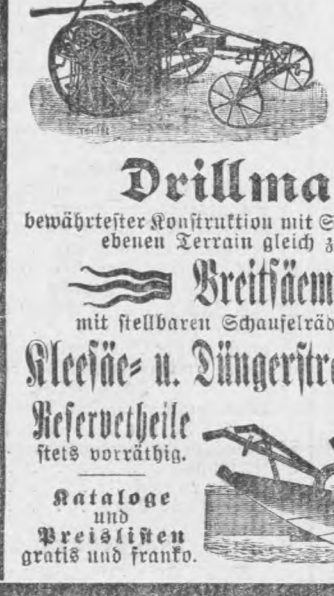 Drillma
bewährtester Konstruktion mit S
ebenen Terrain gleich z
Breitsäem
mit stellbaren Schaufelräd
Kleesäe- u. Düngerstre
Reservetheile
stets vorräthig.
Kataloge
und
Preislisten
gratis und franko.